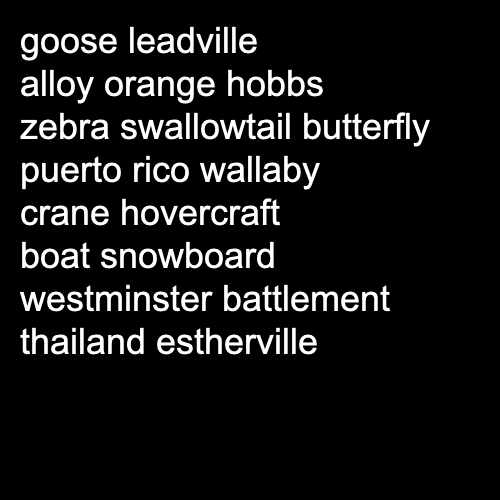 goose leadville
alloy orange hobbs
zebra swallowtail butterfly
puerto rico wallaby
crane hovercraft
boat snowboard
westminster battlement
thailand estherville